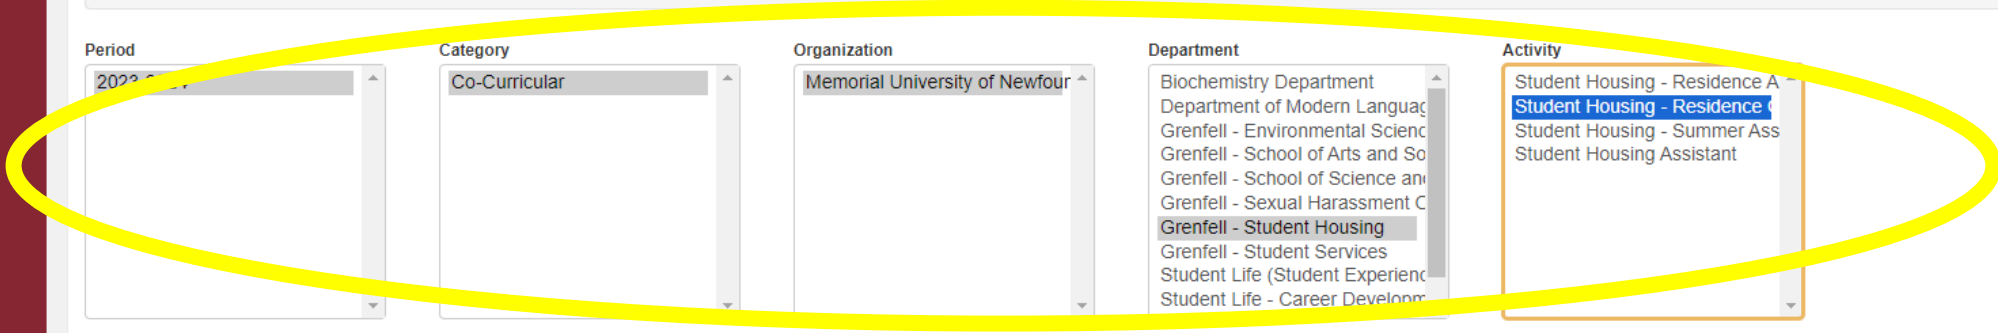 Period
2023
Category
Co-Curricular
Organization
Memorial University of Newfour
Department
Biochemistry Department
Department of Modern Languag
Grenfell - Environmental Scienc
Grenfell - School of Arts and So
Grenfell - School of Science an
Grenfell - Sexual Harassment C
Grenfell - Student Housing
Grenfell - Student Services
Student Life (Student Experienc
Student Life - Career Developm
Activity
Student Housing - Residence A
Student Housing - Residence
Student Housing - Summer Ass
Student Housing Assistant